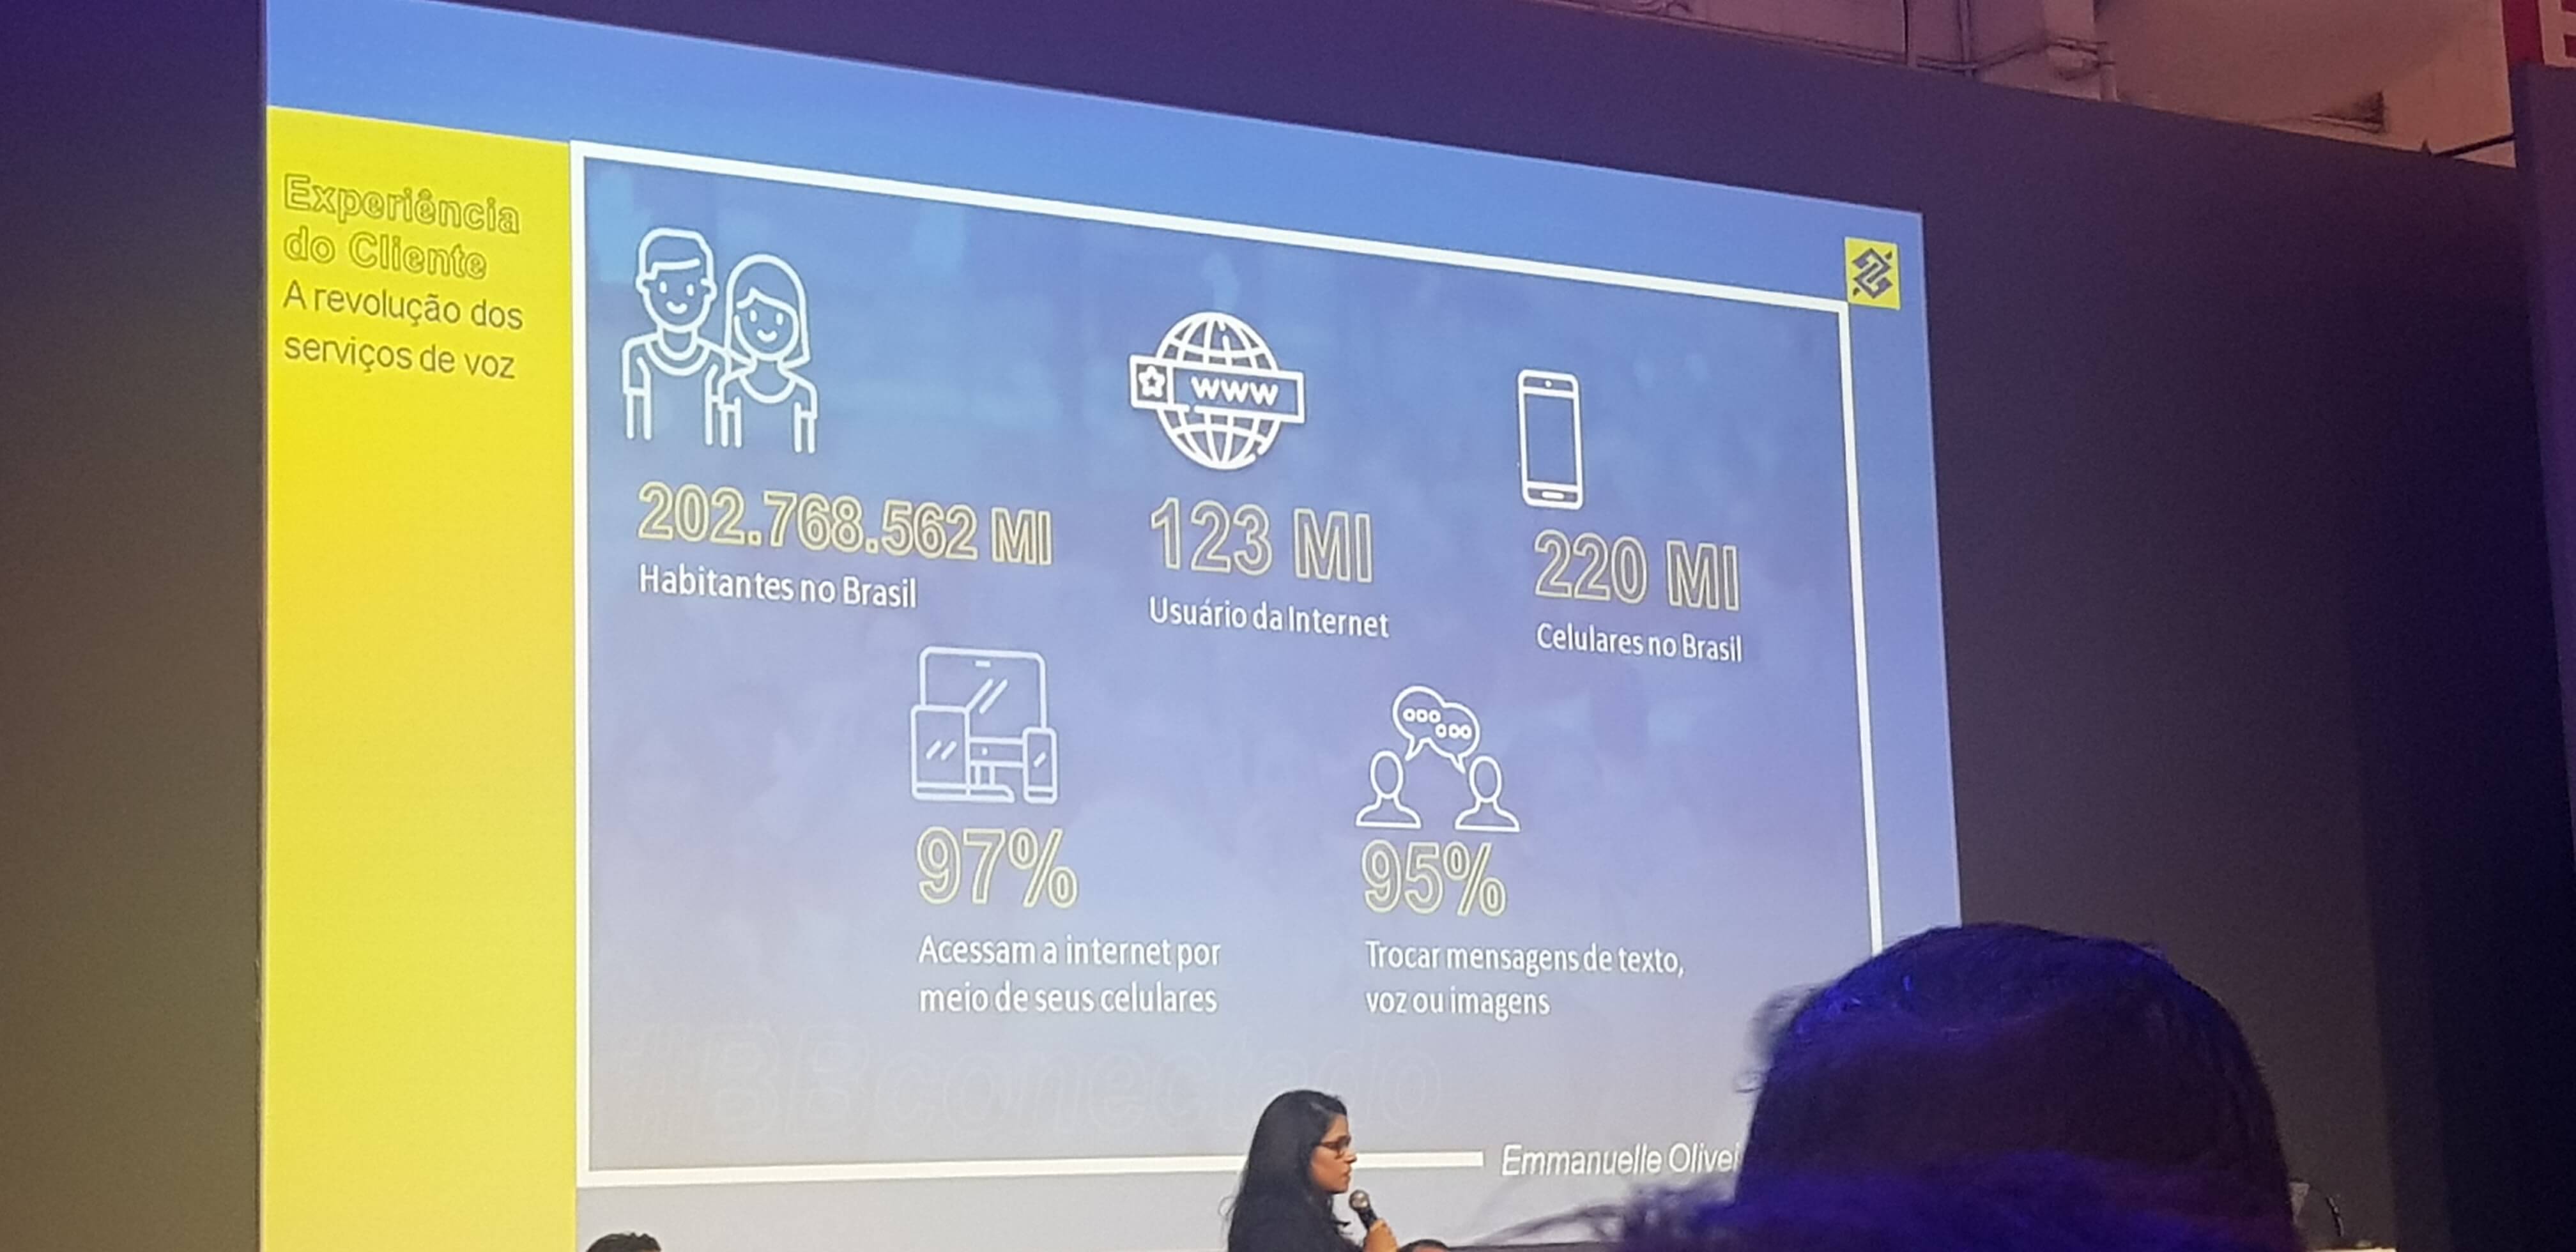 Experiência
do Cliente
A revolução dos
serviços de voz
www
202.768.562 MI
Habitantes no Brasil
123 MI
Usuário da Internet
220 MI
Celulares no Brasil
97%
Acessam a internet por
meio de seus celulares
95%
Trocar mensagens de texto,
voz ou imagens
#BBconectado
Emmanuelle